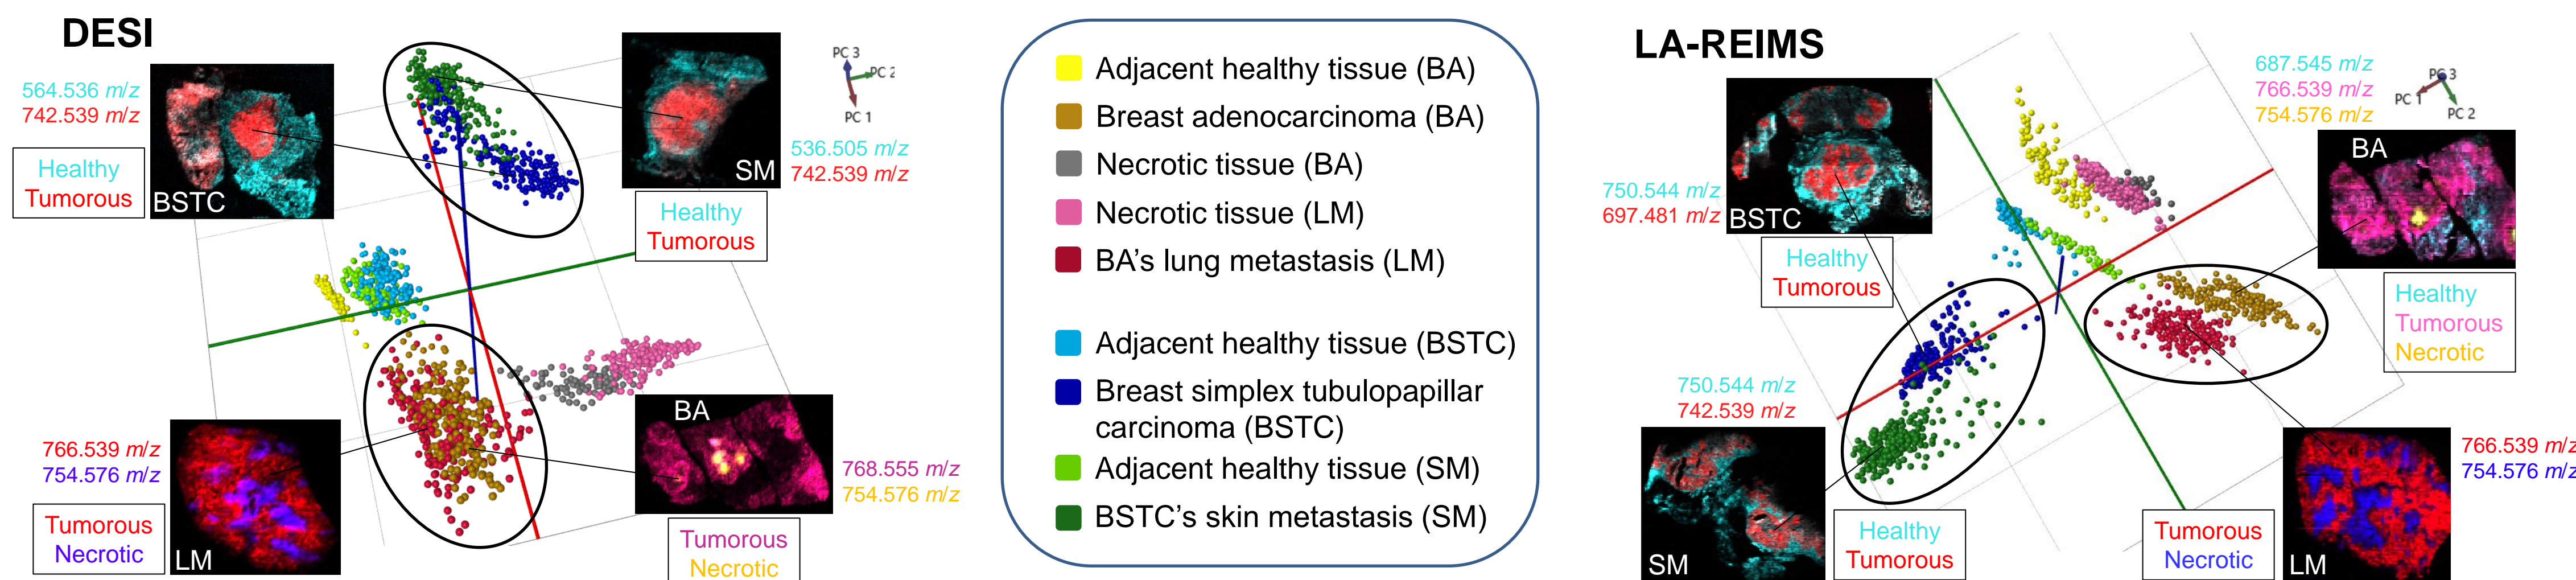 DESI
564.536 m/z
742.539 m/z
Healthy
Tumorous
BSTC
SM
536.505 m/z
742.539 m/z
Healthy
Tumorous
PC 3
PC 2
PC 1
766.539 m/z
754.576 m/z
Tumorous
Necrotic
LM
BA
768.555 m/z
754.576 m/z
Tumorous
Necrotic
Adjacent healthy tissue (BA)
Breast adenocarcinoma (BA)
Necrotic tissue (BA)
Necrotic tissue (LM)
BA's lung metastasis (LM)
Adjacent healthy tissue (BSTC)
Breast simplex tubulopapillar
carcinoma (BSTC)
Adjacent healthy tissue (SM)
BSTC's skin metastasis (SM)
LA-REIMS
750.544 m/z
697.481 m/z
BSTC
Healthy
Tumorous
687.545 m/z
766.539 m/z
754.576 m/z
PC 3
PC 1
PC 2
BA
Healthy
Tumorous
Necrotic
750.544 m/z
742.539 m/z
SM
Healthy
Tumorous
Tumorous
Necrotic
LM
766.539 m/z
754.576 m/z